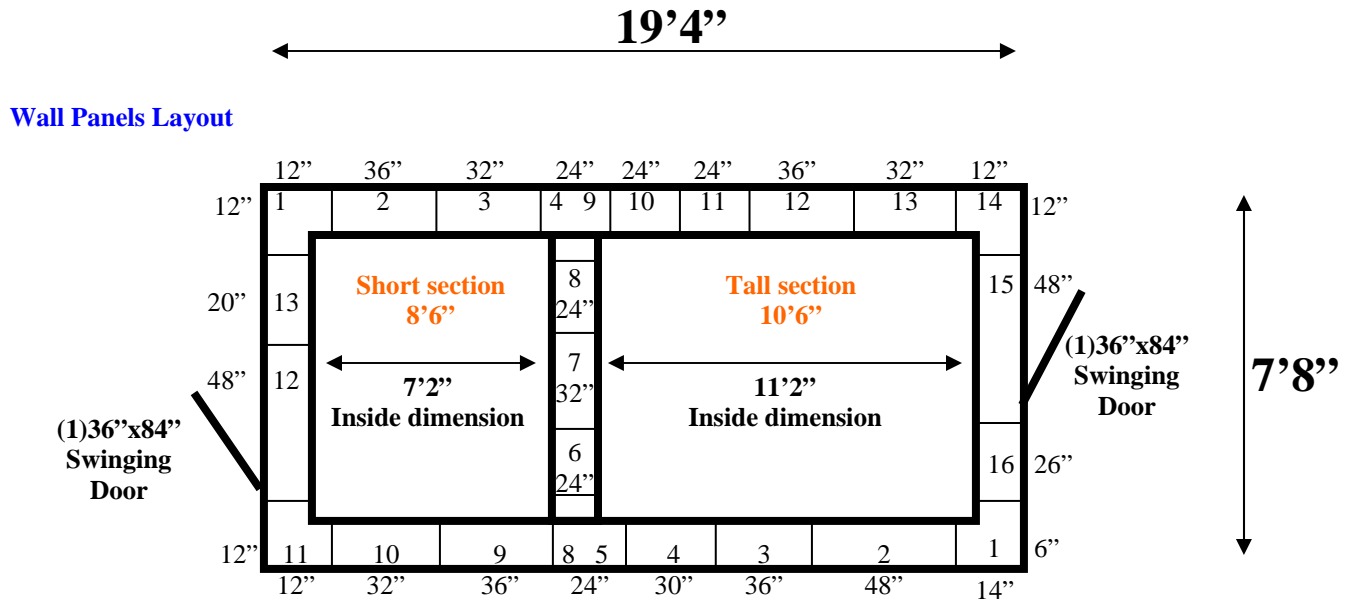 19’4”
Wall Panels Layout
12” 36” 32” 24” 24” 24” 36” 32” 12”
12” 1 2 3 4 9 10 11 12 13 14 12”
20” 13 Short section 8 Tall section 15 48”
8’6” 24” 10’6”
48” 12 7’2” 7 11’2” (1)36”x84”
Inside dimension 32” Inside dimension Swinging
Door
7’8”
(1)36”x84”
Swinging
Door
6 16 26”
24”
12” 11 10 9 8 5 4 3 2 1 6”
12” 32” 36” 24” 30” 36” 48” 14”